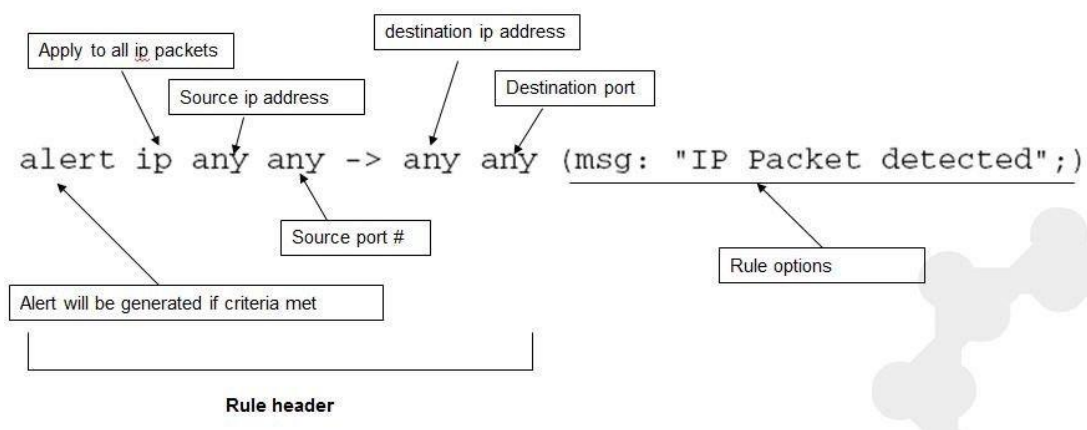 destination ip address
Apply to all ip packets
Source ip address
Destination port
alert ip any any -> any any (msg: "IP Packet detected";)
Source port #
Rule options
Alert will be generated if criteria met
Rule header